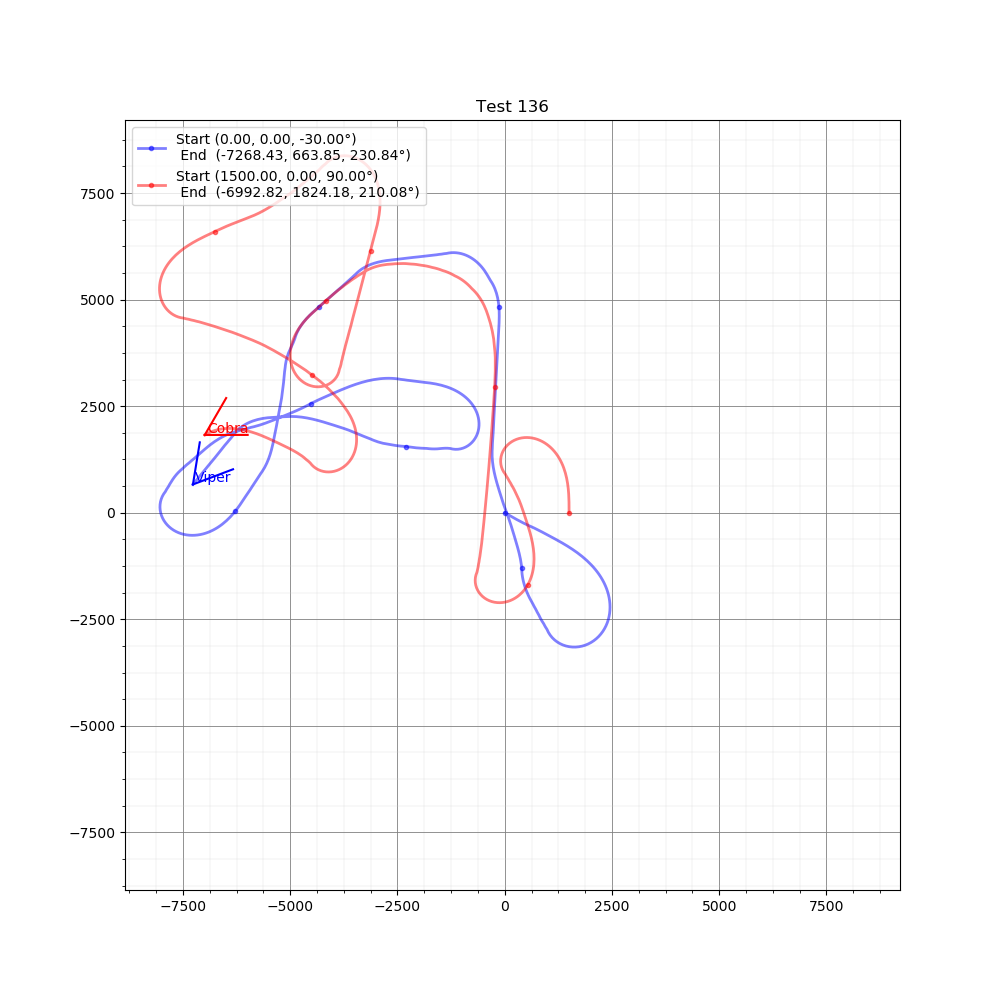 Test 136
Start (0.00, 0.00, -30.00°)
End (-7268.43, 663.85, 230.84°)
Start (1500.00, 0.00, 90.00°)
End (-6992.82, 1824.18, 210.08°)
7500
5000
2500
0
−2500
−5000
−7500
Cobra
Viper
−7500
−5000
−2500
0
2500
5000
7500